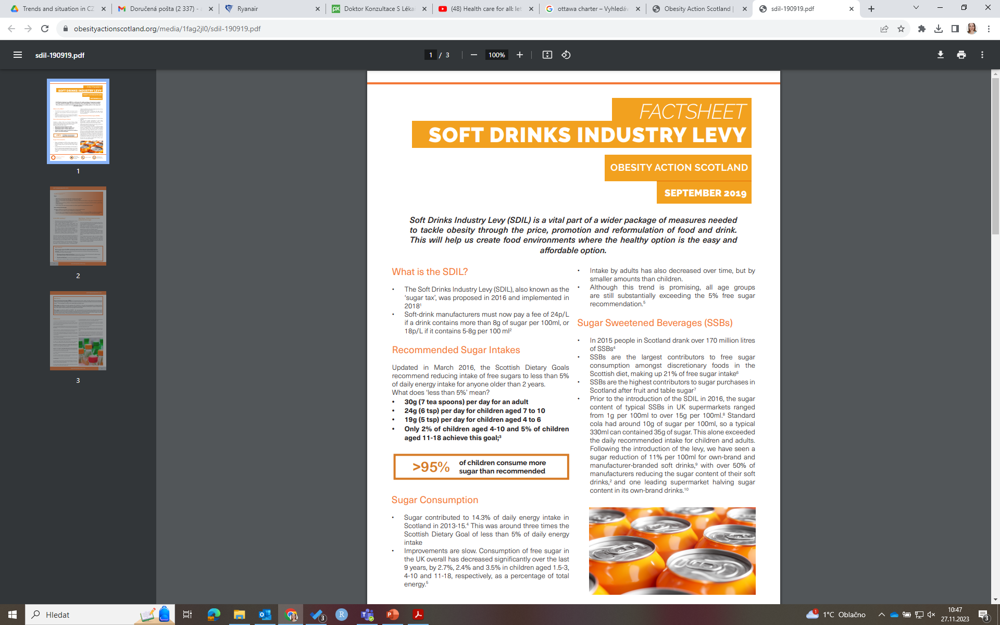 Trends and situation in CZ
Doručená pošta (2 337) -
Ryanair
Doktor Konzultace S Léka
(48) Health care for all: let
ottawa charter – Vyhledáv
Obesity Action Scotland |
sdil-190919.pdf
obesityactionscotland.org/media/1fag2jl0/sdil-190919.pdf
sdil-190919.pdf
1 / 3
100%
FACTSHEET
SOFT DRINKS INDUSTRY LEVY
OBESITY ACTION SCOTLAND
SEPTEMBER 2019
Soft Drinks Industry Levy (SDIL) is a vital part of a wider package of measures needed
to tackle obesity through the price, promotion and reformulation of food and drink.
This will help us create food environments where the healthy option is the easy and
affordable option.
What is the SDIL?
• The Soft Drinks Industry Levy (SDIL), also known as the
‘sugar tax’, was proposed in 2016 and implemented in
2018¹
• Soft-drink manufacturers must now pay a fee of 24p/L
if a drink contains more than 8g of sugar per 100ml, or
18p/L if it contains 5-8g per 100 ml²
Recommended Sugar Intakes
Updated in March 2016, the Scottish Dietary Goals
recommend reducing intake of free sugars to less than 5%
of daily energy intake for anyone older than 2 years.
What does ‘less than 5%’ mean?
• 30g (7 tea spoons) per day for an adult
• 24g (6 tsp) per day for children aged 7 to 10
• 19g (5 tsp) per day for children aged 4 to 6
• Only 2% of children aged 4-10 and 5% of children
aged 11-18 achieve this goal;³
>95%
of children consume more
sugar than recommended
Sugar Consumption
• Sugar contributed to 14.3% of daily energy intake in
Scotland in 2013-15.⁴ This was around three times the
Scottish Dietary Goal of less than 5% of daily energy
intake
• Improvements are slow. Consumption of free sugar in
the UK overall has decreased significantly over the last
9 years, by 2.7%, 2.4% and 3.5% in children aged 1.5-3,
4-10 and 11-18, respectively, as a percentage of total
energy.⁵
• Intake by adults has also decreased over time, but by
smaller amounts than children.
• Although this trend is promising, all age groups
are still substantially exceeding the 5% free sugar
recommendation.⁵
Sugar Sweetened Beverages (SSBs)
• In 2015 people in Scotland drank over 170 million litres
of SSBs⁴
• SSBs are the largest contributors to free sugar
consumption amongst discretionary foods in the
Scottish diet, making up 21% of free sugar intake⁶
• SSBs are the highest contributors to sugar purchases in
Scotland after fruit and table sugar⁷
• Prior to the introduction of the SDIL in 2016, the sugar
content of typical SSBs in UK supermarkets ranged
from 1g per 100ml to over 15g per 100ml.⁸ Standard
cola had around 10g of sugar per 100ml, so a typical
330ml can contained 35g of sugar. This alone exceeded
the daily recommended intake for children and adults.
Following the introduction of the levy, we have seen a
sugar reduction of 11% per 100ml for own-brand and
manufacturer-branded soft drinks,⁹ with over 50% of
manufacturers reducing the sugar content of their soft
drinks,² and one leading supermarket halving sugar
content in its own-brand drinks.¹⁰
1
2
3
Hledat
3
1
1°C Oblačno
10:47
27.11.2023
3